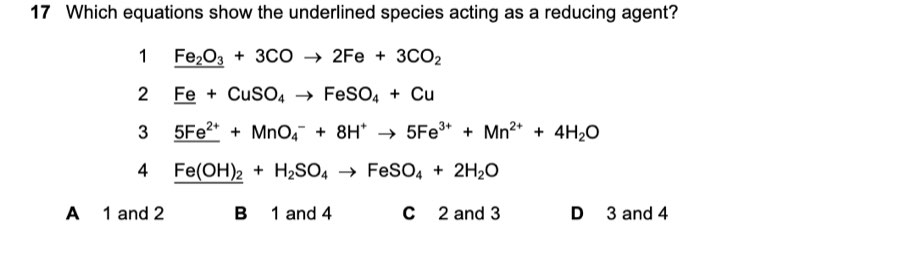 17 Which equations show the underlined species acting as a reducing agent?
1 Fe₂O₃ + 3CO → 2Fe + 3CO₂
2 Fe + CuSO₄ → FeSO₄ + Cu
3 5Fe²⁺ + MnO₄⁻ + 8H⁺ → 5Fe³⁺ + Mn²⁺ + 4H₂O
4 Fe(OH)₂ + H₂SO₄ → FeSO₄ + 2H₂O
A 1 and 2 B 1 and 4 C 2 and 3 D 3 and 4